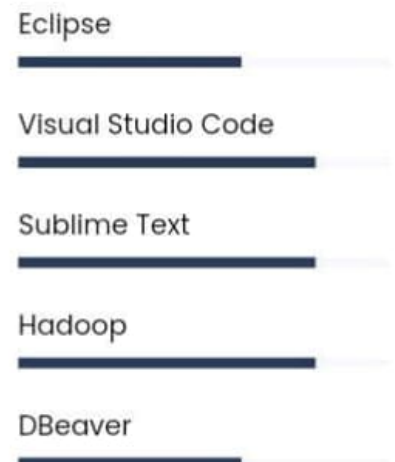 Eclipse
Visual Studio Code
Sublime Text
Hadoop
DBeaver